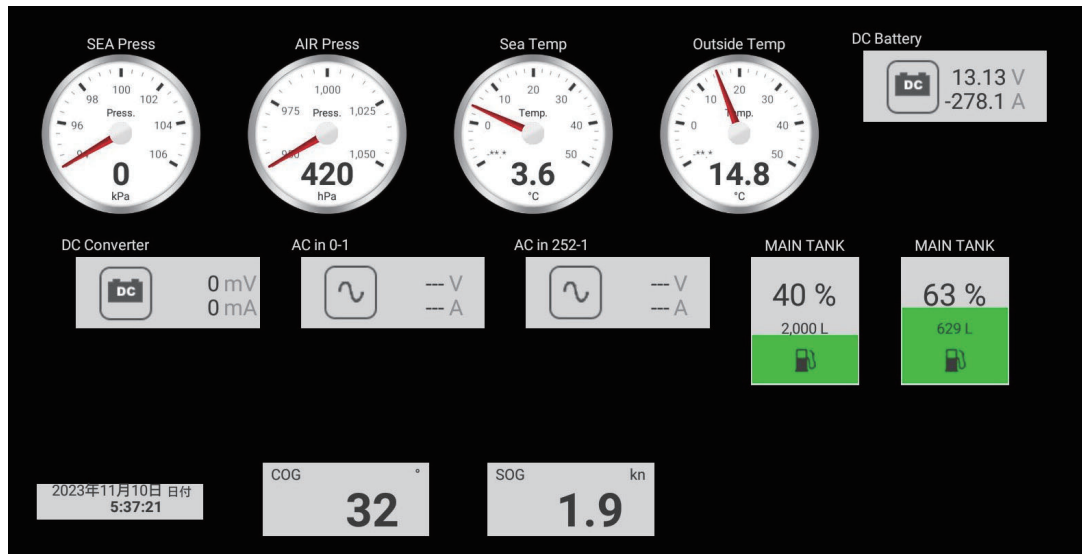 SEA Press
AIR Press
Sea Temp
Outside Temp
DC Battery
98 100 102
96 Press. 104
106
0
kPa
1,000
975 Press. 1,025
1,050
420
hPa
10 20 30
0 Temp. 40
-**.* 50
3.6
°C
10 20 30
0 40
-**.* 50
14.8
°C
DC
13.13 V
-278.1 A
DC Converter
AC in 0-1
AC in 252-1
MAIN TANK
MAIN TANK
DC
0 mV
0 mA
--- V
--- A
--- V
--- A
40 %
2,000 L
63 %
629 L
2023年11月10日 日付
5:37:21
COG °
32
SOG kn
1.9